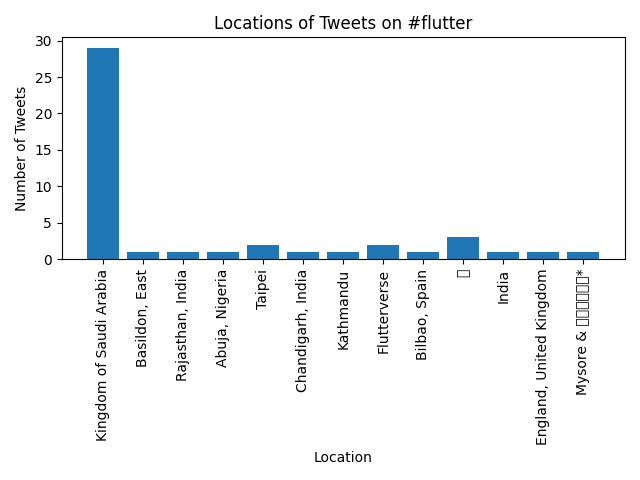 Locations of Tweets on #flutter
Number of Tweets
30
25
20
15
10
5
0
Kingdom of Saudi Arabia
Basildon, East
Rajasthan, India
Abuja, Nigeria
Taipei
Chandigarh, India
Kathmandu
Flutterverse
Bilbao, Spain
India
England, United Kingdom
Mysore &
Location